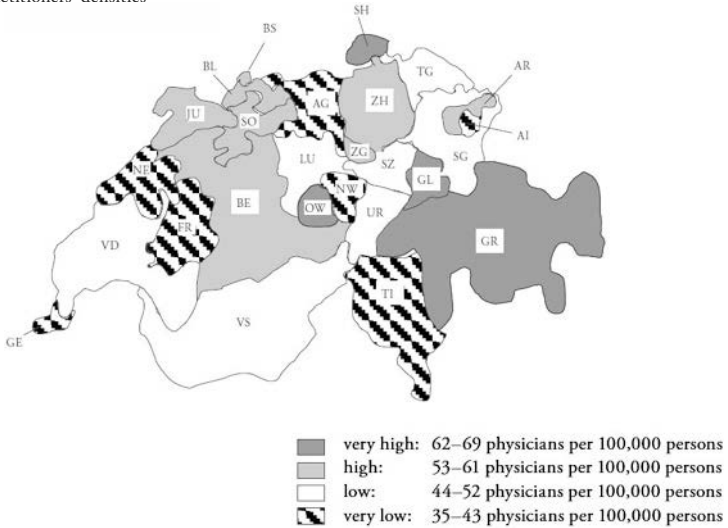 etitioners' densities
SH
BS
BL
TG
AR
AG
ZH
JU
SO
AI
ZG
LU
SZ
SG
NE
GL
NW
BE
OW
UR
FR
GR
VD
TI
VS
GE
very high: 62–69 physicians per 100,000 persons
high: 53–61 physicians per 100,000 persons
low: 44–52 physicians per 100,000 persons
very low: 35–43 physicians per 100,000 persons